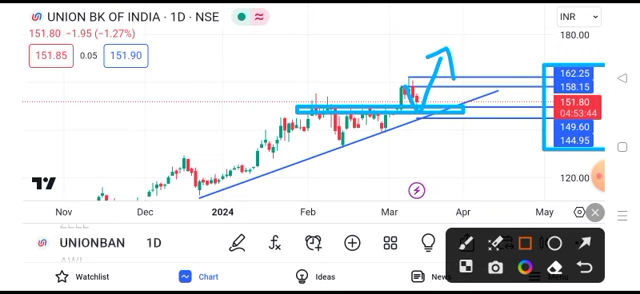 UNION BK OF INDIA · 1D · NSE
INR
151.80 −1.95 (−1.27%)
151.85 0.05 151.90
180.00
162.25
158.15
151.80
04:53:44
149.60
144.95
120.00
Nov Dec 2024 Feb Mar Apr May
UNIONBAN 1D
Watchlist Chart Ideas News